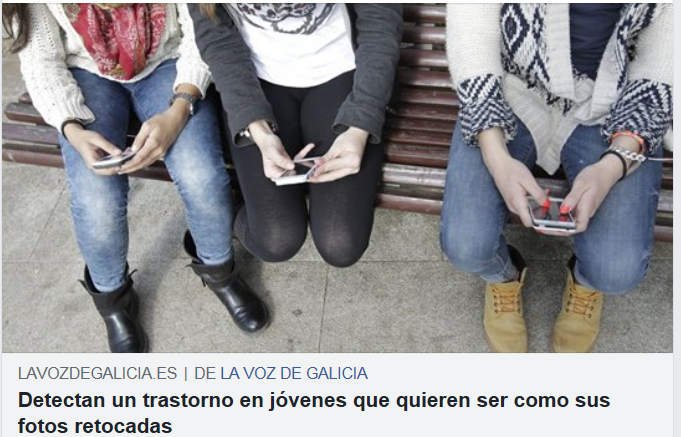 LAVOZDEGALICIA.ES | DE LA VOZ DE GALICIA
Detectan un trastorno en jóvenes que quieren ser como sus
fotos retocadas